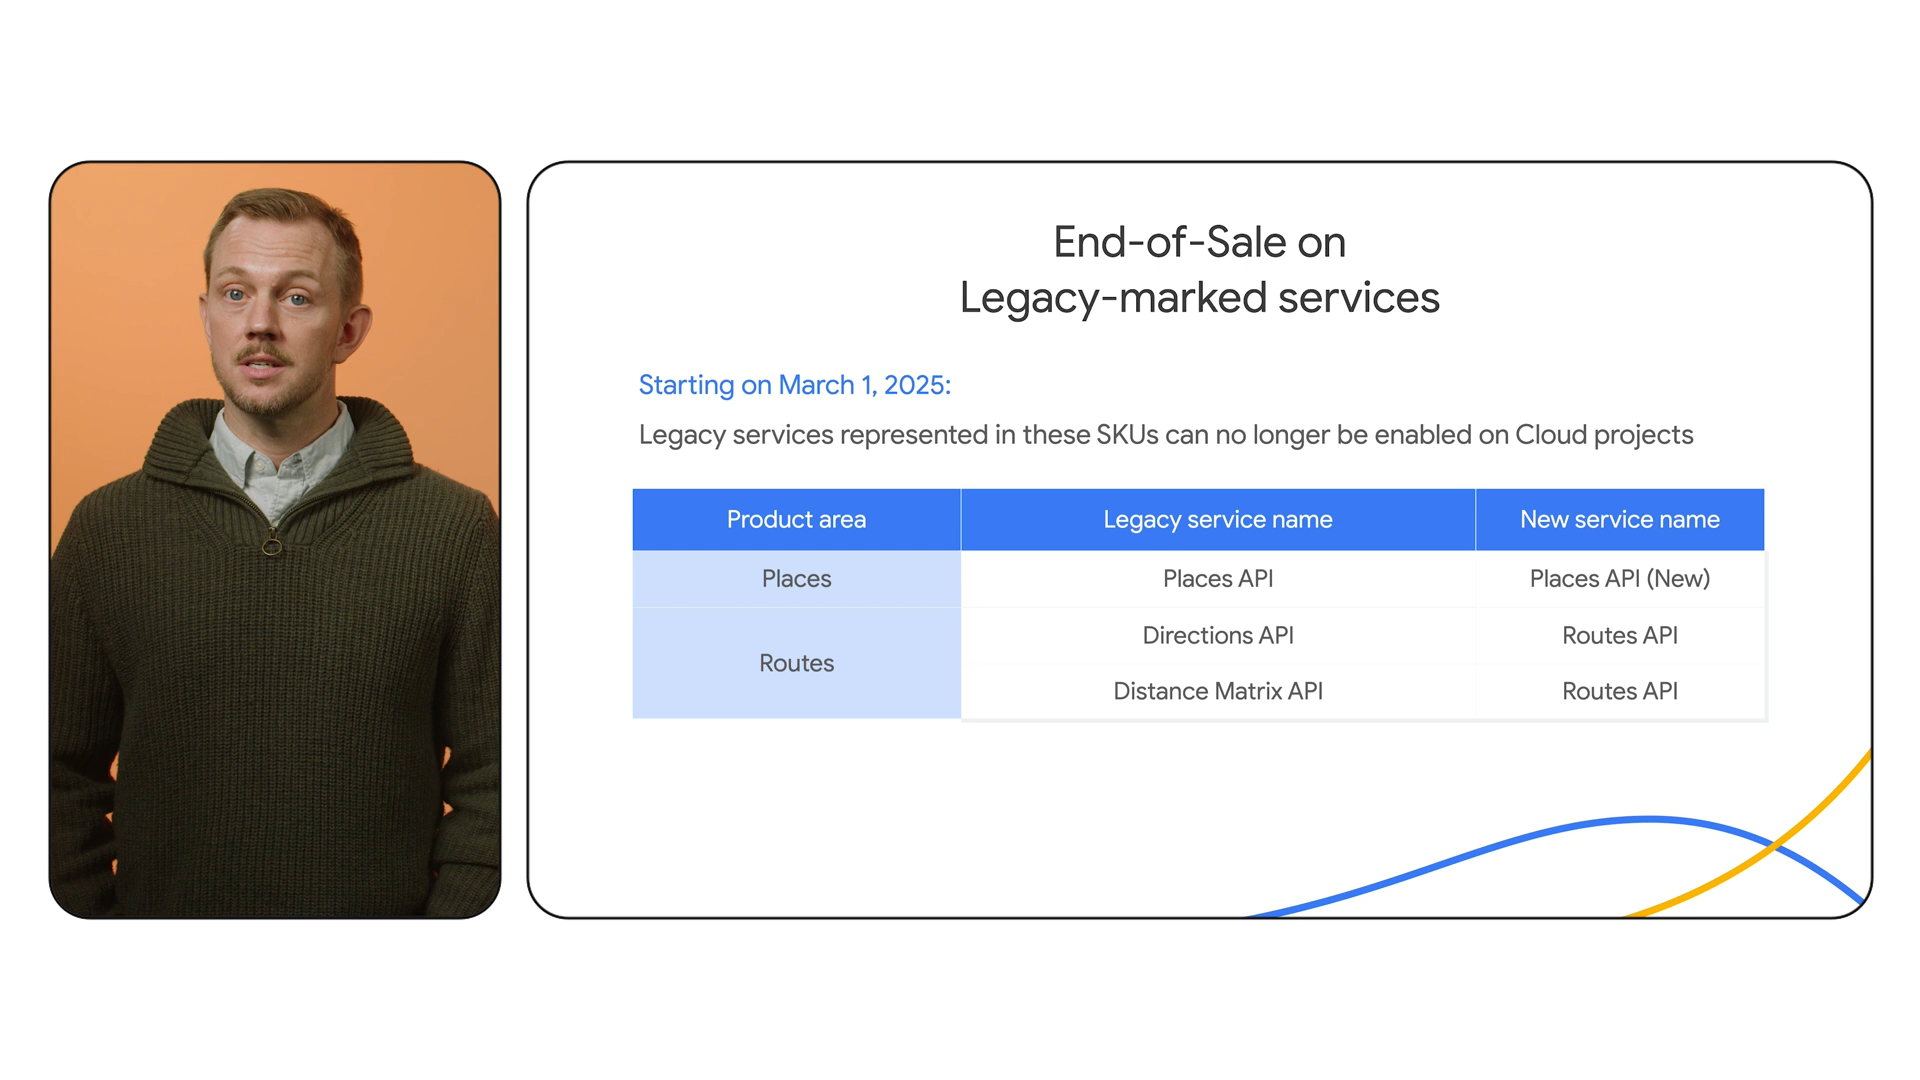 End-of-Sale on
Legacy-marked services
Starting on March 1, 2025:
Legacy services represented in these SKUs can no longer be enabled on Cloud projects
Product area Legacy service name New service name
Places Places API Places API (New)
Routes
Directions API Routes API
Distance Matrix API Routes API